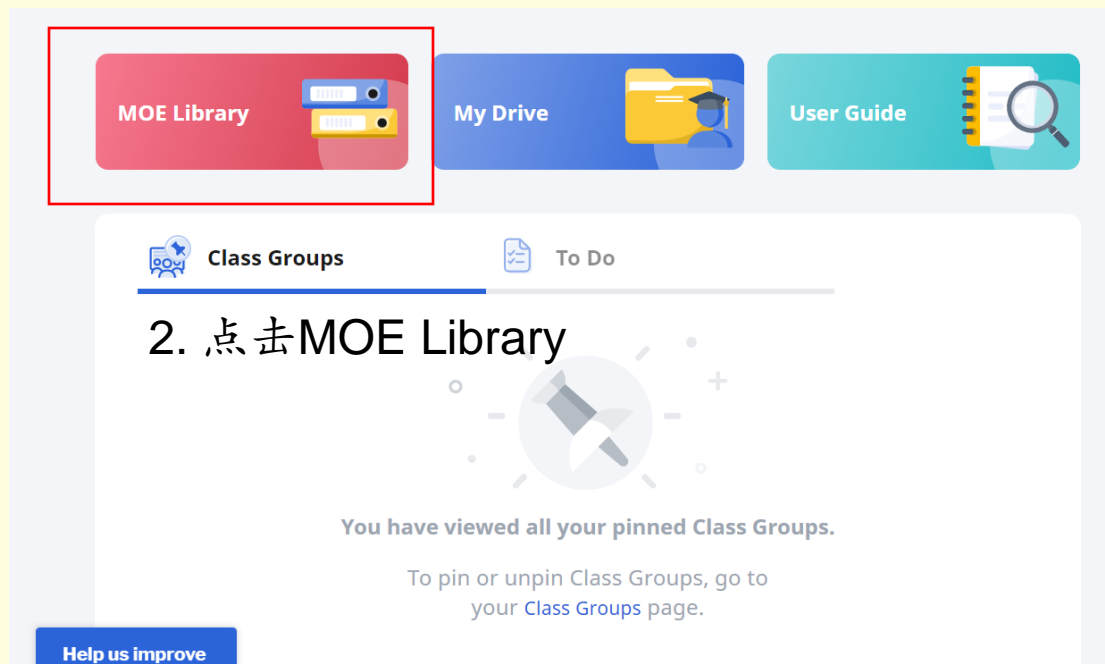 MOE Library
My Drive
User Guide
Class Groups
To Do
2. 点击MOE Library
You have viewed all your pinned Class Groups.
To pin or unpin Class Groups, go to
your Class Groups page.
Help us improve